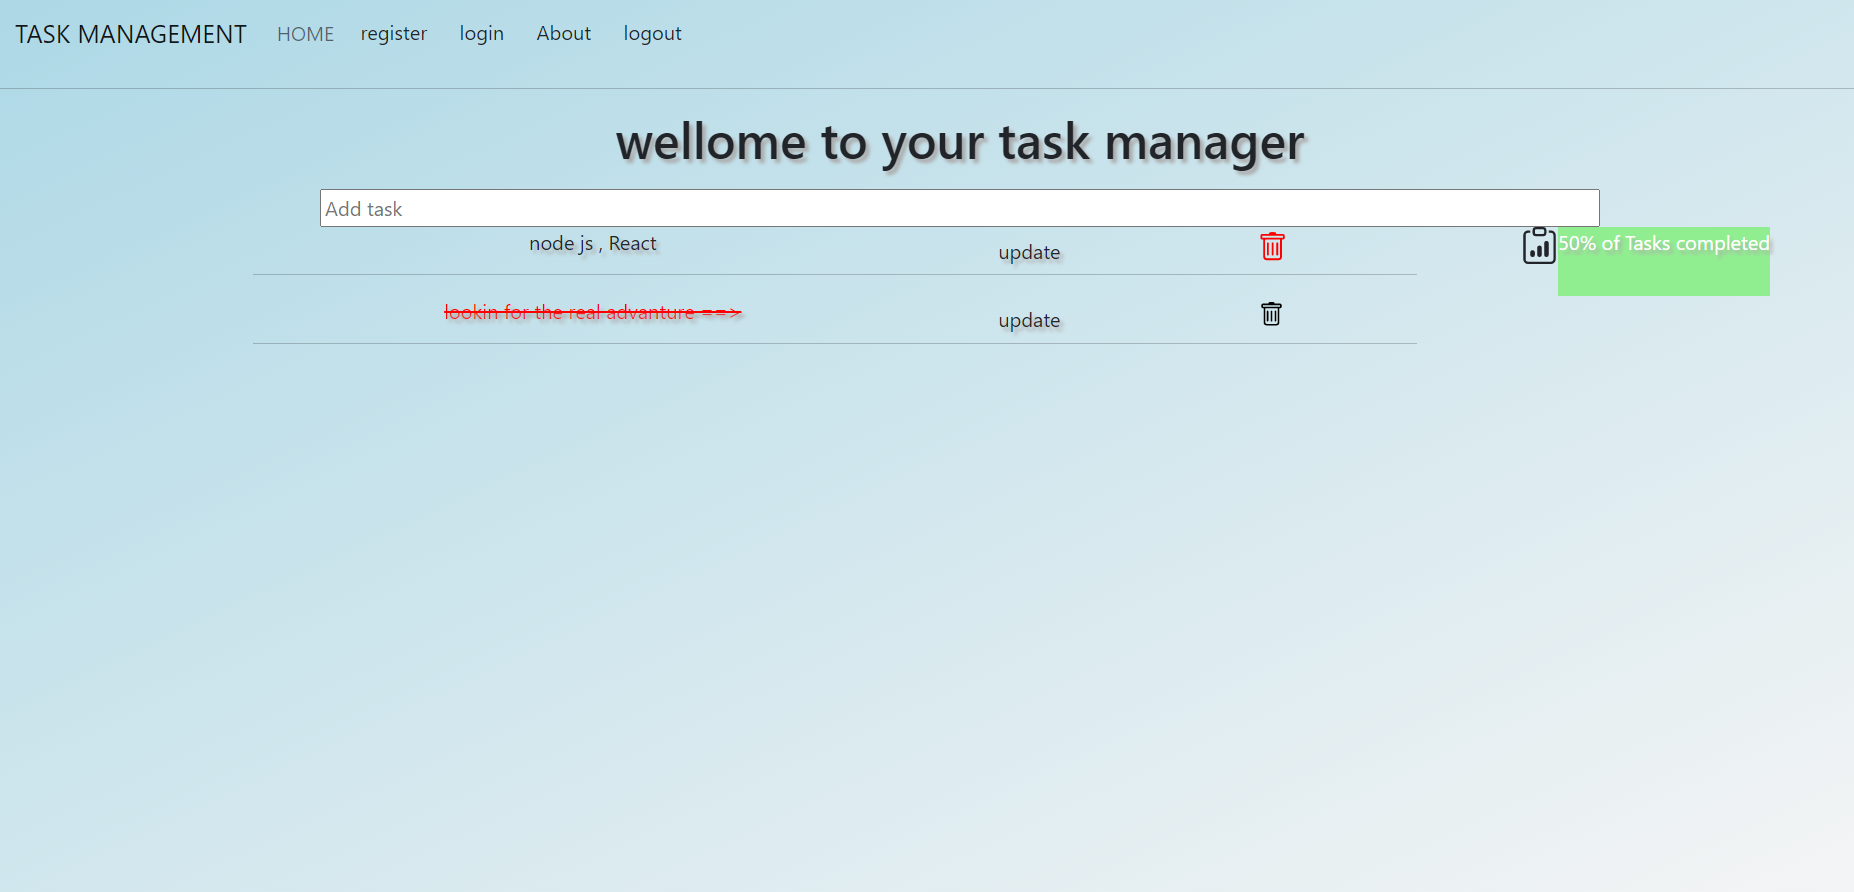 TASK MANAGEMENT HOME register login About logout
wellome to your task manager
Add task
node js , React update 50% of Tasks completed
lookin for the real advanture ==> update